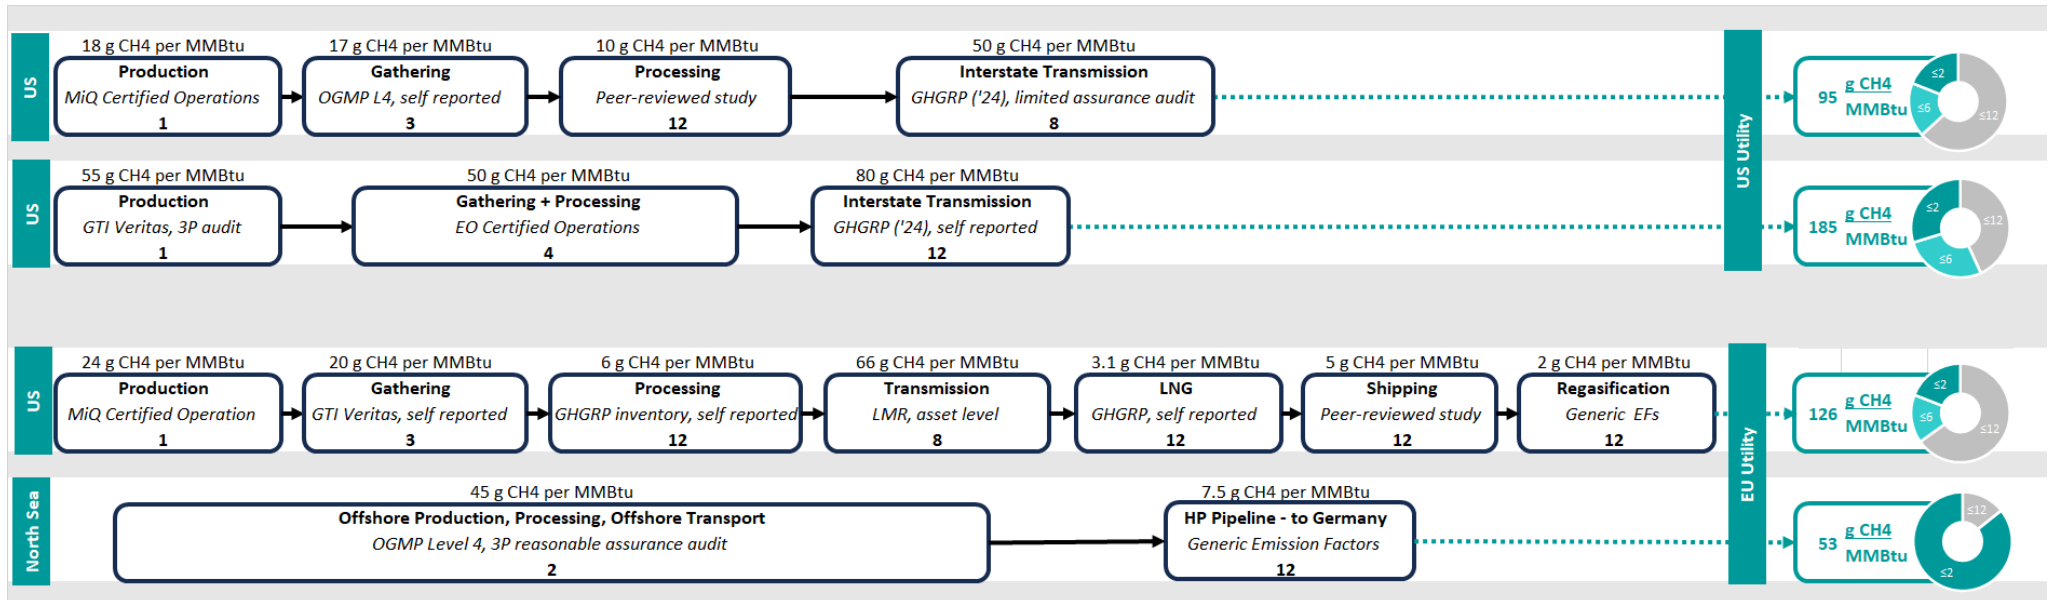 US
18 g CH4 per MMBtu
Production
MiQ Certified Operations
1
17 g CH4 per MMBtu
Gathering
OGMP L4, self reported
3
10 g CH4 per MMBtu
Processing
Peer-reviewed study
12
50 g CH4 per MMBtu
Interstate Transmission
GHGRP ('24), limited assurance audit
8
95 g CH4
MMBtu
≤2
≤6
≤12
US
55 g CH4 per MMBtu
Production
GTI Veritas, 3P audit
1
50 g CH4 per MMBtu
Gathering + Processing
EO Certified Operations
4
80 g CH4 per MMBtu
Interstate Transmission
GHGRP ('24), self reported
12
US Utility
185 g CH4
MMBtu
≤2
≤12
≤6
US
24 g CH4 per MMBtu
Production
MiQ Certified Operation
1
20 g CH4 per MMBtu
Gathering
GTI Veritas, self reported
3
6 g CH4 per MMBtu
Processing
GHGRP inventory, self reported
12
66 g CH4 per MMBtu
Transmission
LMR, asset level
8
3.1 g CH4 per MMBtu
LNG
GHGRP, self reported
12
5 g CH4 per MMBtu
Shipping
Peer-reviewed study
12
2 g CH4 per MMBtu
Regasification
Generic EFs
12
126 g CH4
MMBtu
≤2
≤6
≤12
North Sea
45 g CH4 per MMBtu
Offshore Production, Processing, Offshore Transport
OGMP Level 4, 3P reasonable assurance audit
2
7.5 g CH4 per MMBtu
HP Pipeline - to Germany
Generic Emission Factors
12
EU Utility
53 g CH4
MMBtu
≤12
≤2